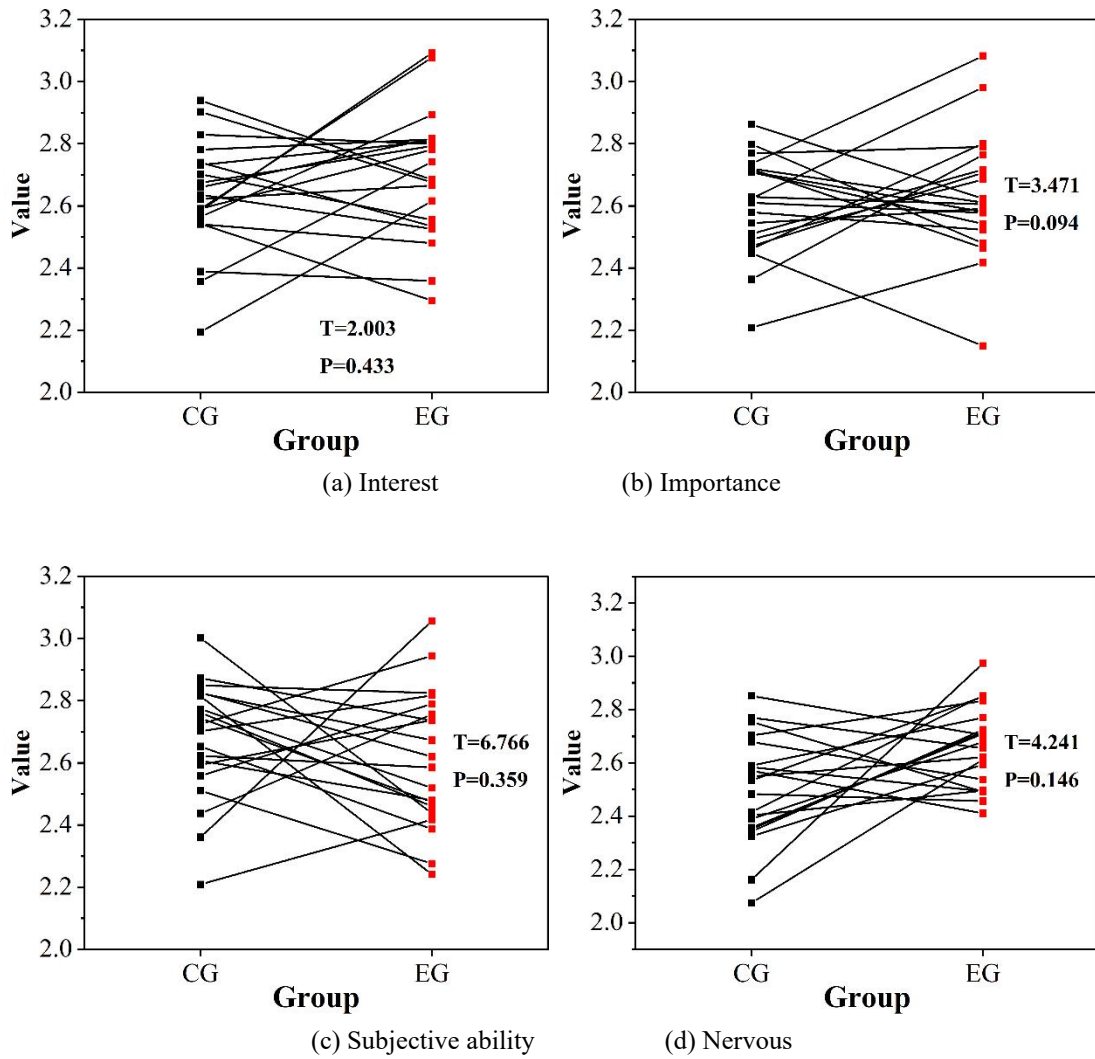 3.2
3.0
2.8
2.6
2.4
2.2
2.0
Value
CG
EG
Group
T=2.003
P=0.433
(a) Interest
3.2
3.0
2.8
2.6
2.4
2.2
2.0
Value
CG
EG
Group
T=3.471
P=0.094
(b) Importance
3.2
3.0
2.8
2.6
2.4
2.2
2.0
Value
CG
EG
Group
T=6.766
P=0.359
(c) Subjective ability
3.2
3.0
2.8
2.6
2.4
2.2
2.0
Value
CG
EG
Group
T=4.241
P=0.146
(d) Nervous